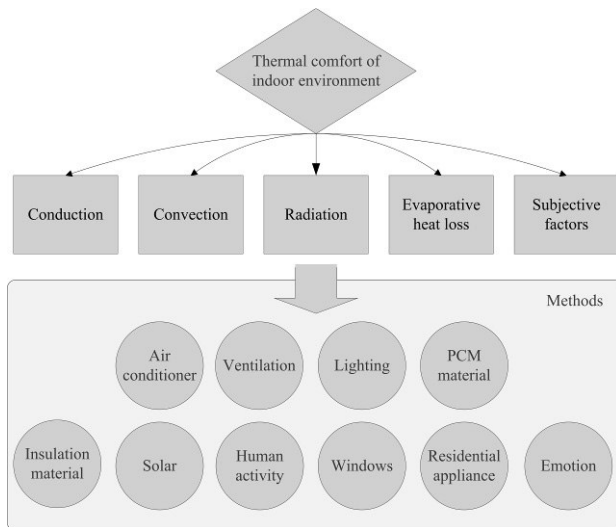 Thermal comfort of
indoor environment
Conduction
Convection
Radiation
Evaporative
heat loss
Subjective
factors
Methods
Air
conditioner
Ventilation
Lighting
PCM
material
Insulation
material
Solar
Human
activity
Windows
Residential
appliance
Emotion